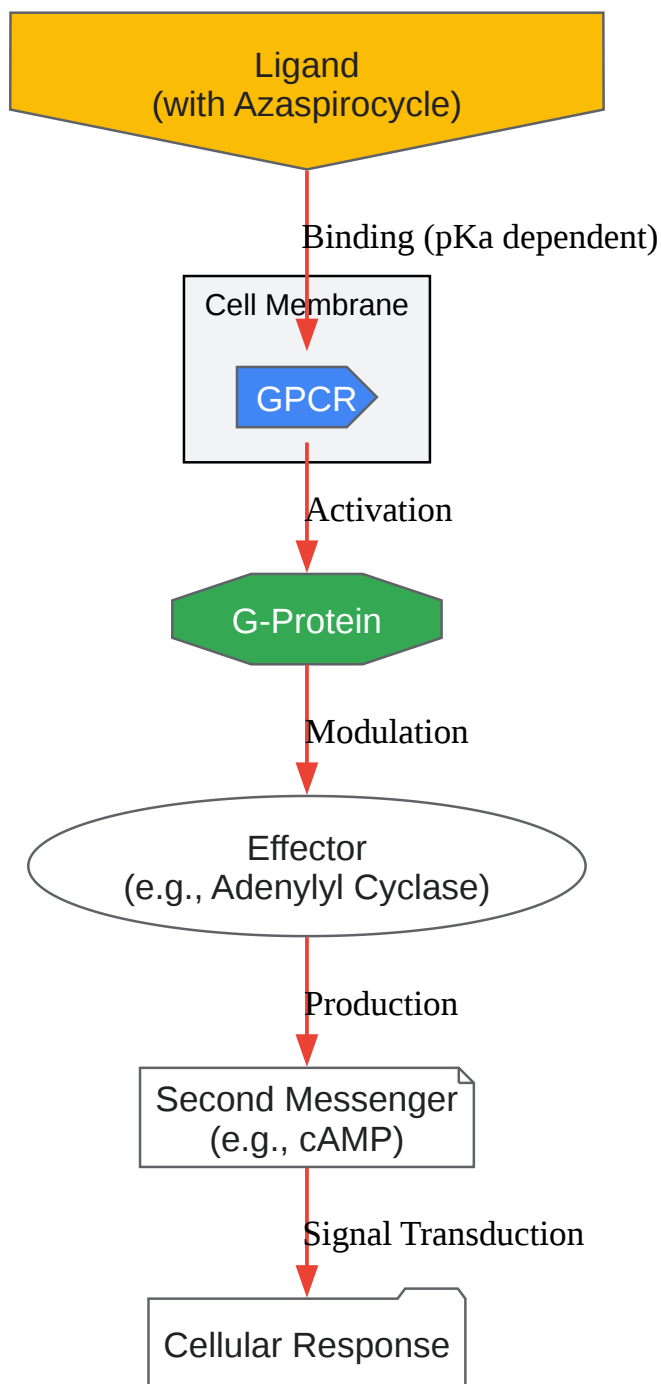 Ligand
(with Azaspirocycle)
Binding (pKa dependent)
Cell Membrane
GPCR
Activation
G-Protein
Modulation
Effector
(e.g., Adenylyl Cyclase)
Production
Second Messenger
(e.g., cAMP)
Signal Transduction
Cellular Response